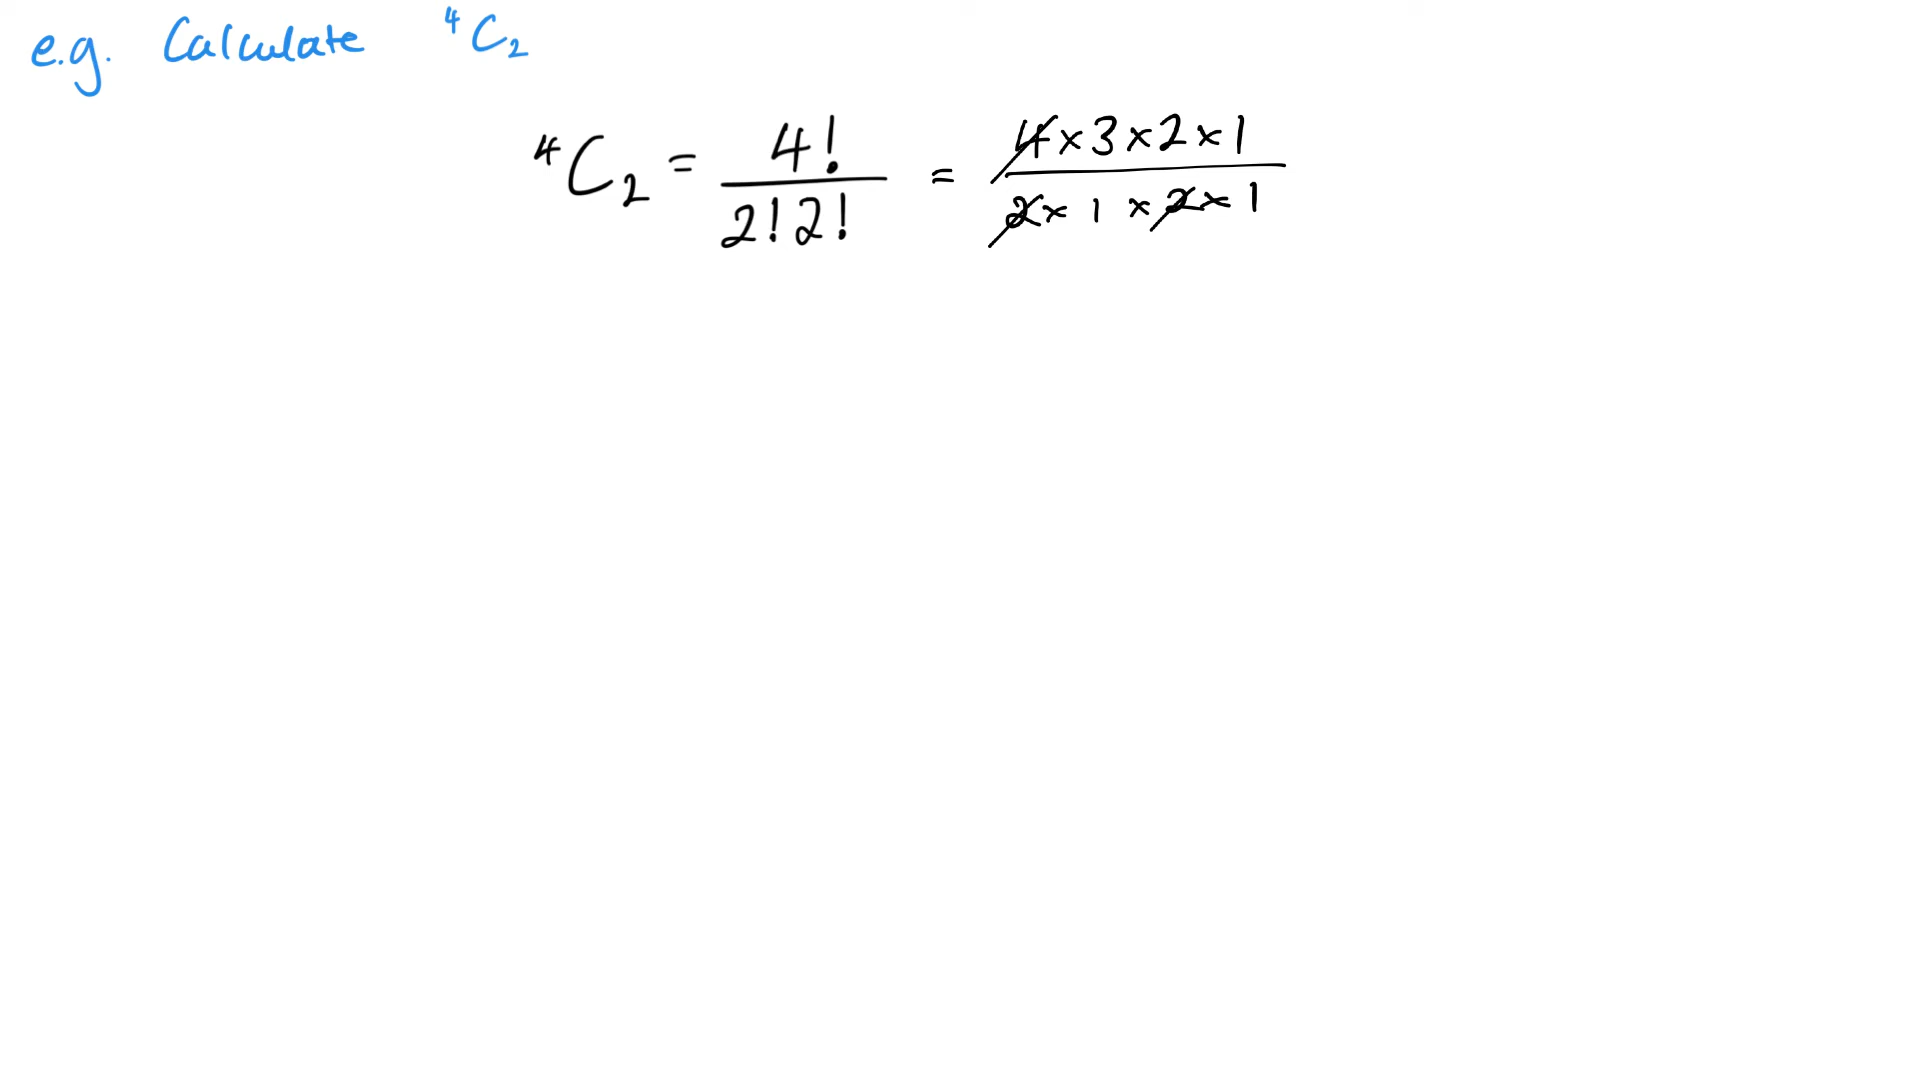 e.g. Calculate ⁴C₂
⁴C₂ = 4! / 2!2! = 4×3×2×1 / 2×1×2×1